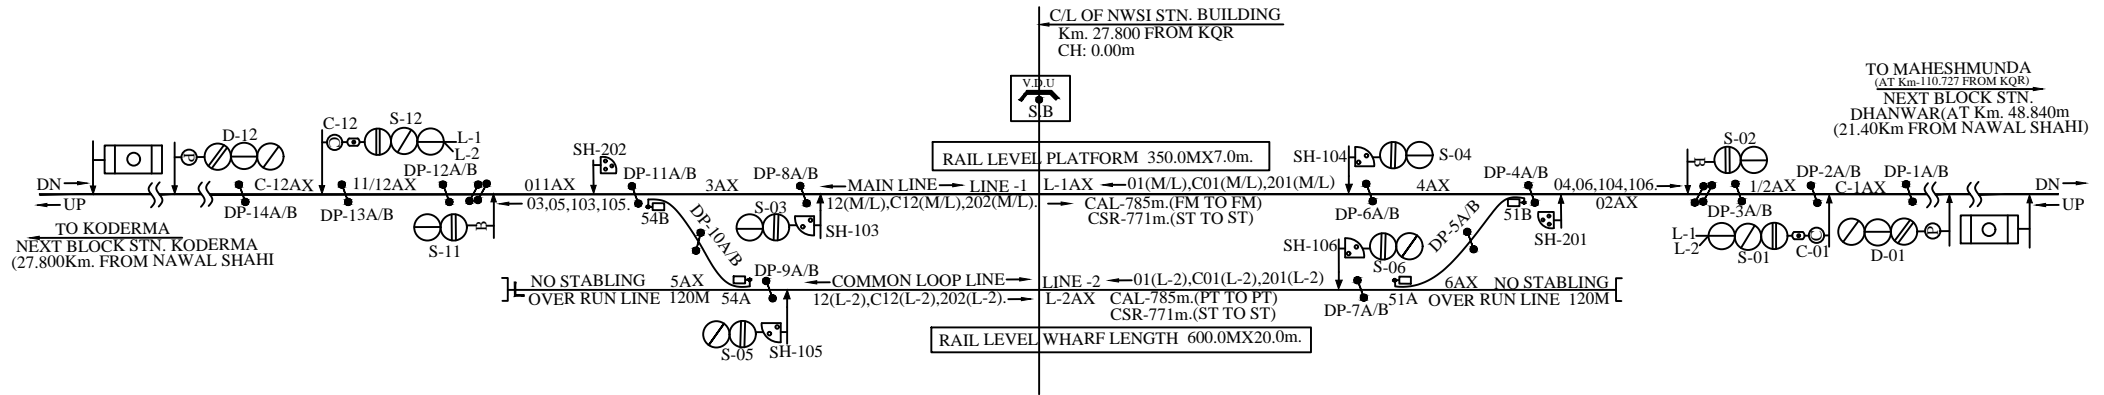 C/L OF NWSI STN. BUILDING
Km. 27.800 FROM KQR
CH: 0.00m
V.D.U
S.B
TO MAHESHMUNDA
(AT Km-110.727 FROM KQR)
NEXT BLOCK STN.
DHANWAR(AT Km. 48.840m
(21.40Km FROM NAWAL SHAHI)
D-12
P
C-12
C
S-12
L-1
L-2
SH-202
RAIL LEVEL PLATFORM 350.0MX7.0m.
SH-104
S-04
S-02
B
DN
UP
C-12AX
11/12AX
DP-12A/B
011AX
DP-11A/B
3AX
DP-8A/B
MAIN LINE
LINE -1
L-1AX
01(M/L),C01(M/L),201(M/L)
4AX
DP-4A/B
04,06,104,106.
1/2AX
DP-2A/B
C-1AX
DP-1A/B
DN
UP
DP-14A/B
DP-13A/B
03,05,103,105.
54B
12(M/L),C12(M/L),202(M/L).
CAL-785m.(FM TO FM)
CSR-771m.(ST TO ST)
DP-6A/B
51B
02AX
DP-3A/B
S-11
B
DP-10A/B
S-03
SH-103
SH-106
S-06
DP-5A/B
SH-201
L-1
L-2
S-01
C
C-01
D-01
P
TO KODERMA
NEXT BLOCK STN. KODERMA
(27.800Km. FROM NAWAL SHAHI
NO STABLING
5AX
DP-9A/B
COMMON LOOP LINE
LINE -2
01(L-2),C01(L-2),201(L-2)
6AX
NO STABLING
OVER RUN LINE 120M
54A
12(L-2),C12(L-2),202(L-2).
L-2AX
CAL-785m.(PT TO PT)
CSR-771m.(ST TO ST)
DP-7A/B
51A
OVER RUN LINE 120M
S-05
SH-105
RAIL LEVEL WHARF LENGTH 600.0MX20.0m.